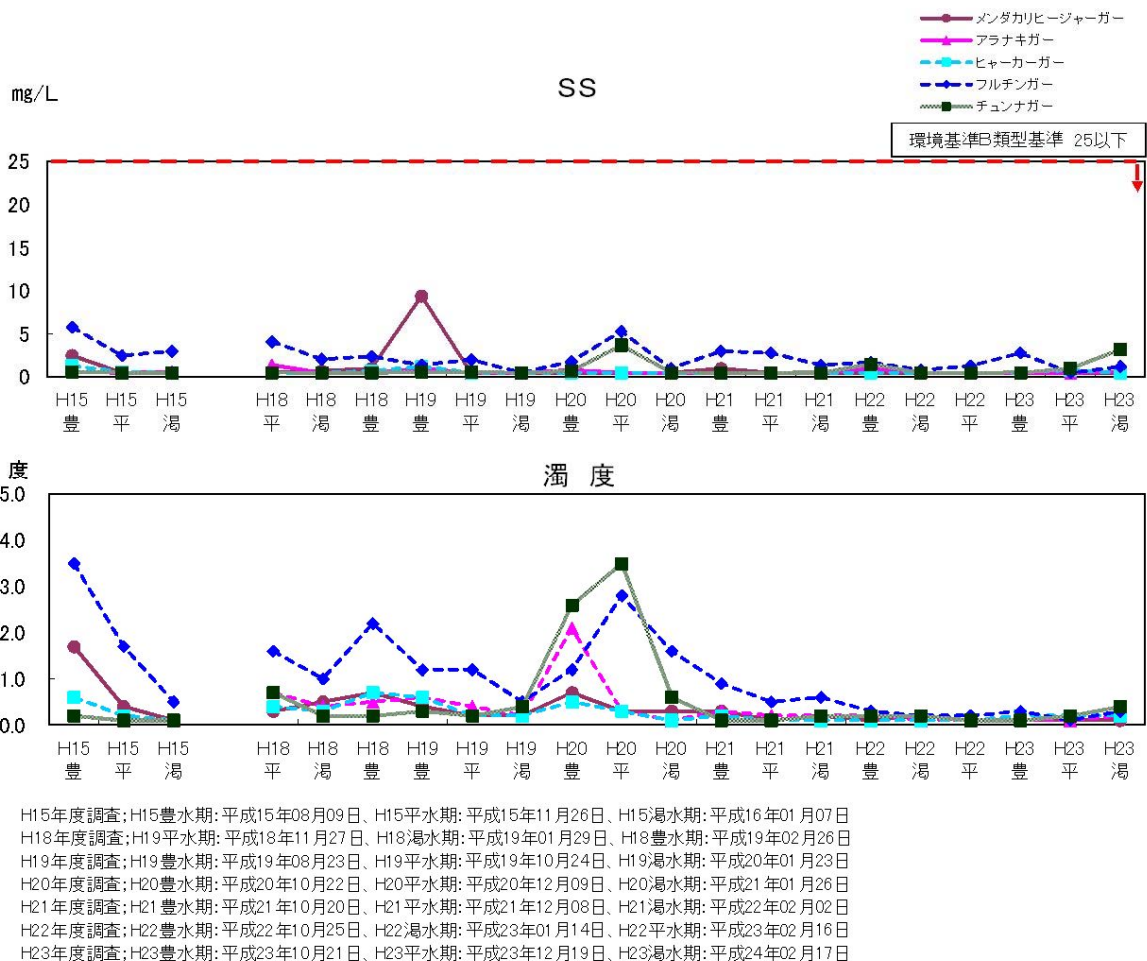 メンダカリヒージャーガー
アラナキガー
ヒャーカーガー
フルチンガー
チュンナガー
mg/L
SS
環境基準B類型基準 25以下
25
20
15
10
5
0
H15 H15 H15 H18 H18 H18 H19 H19 H19 H20 H20 H20 H21 H21 H21 H22 H22 H22 H23 H23 H23
豊 平 渇 平 渇 豊 豊 平 渇 豊 平 渇 豊 平 渇 豊 渇 平 豊 平 渇
度
濁 度
5.0
4.0
3.0
2.0
1.0
0.0
H15 H15 H15 H18 H18 H18 H19 H19 H19 H20 H20 H20 H21 H21 H21 H22 H22 H22 H23 H23 H23
豊 平 渇 平 渇 豊 豊 平 渇 豊 平 渇 豊 平 渇 豊 渇 平 豊 平 渇
H15年度調査;H15豊水期:平成15年08月09日、H15平水期:平成15年11月26日、H15渇水期:平成16年01月07日
H18年度調査;H19平水期:平成18年11月27日、H18渇水期:平成19年01月29日、H18豊水期:平成19年02月26日
H19年度調査;H19豊水期:平成19年08月23日、H19平水期:平成19年10月24日、H19渇水期:平成20年01月23日
H20年度調査;H20豊水期:平成20年10月22日、H20平水期:平成20年12月09日、H20渇水期:平成21年01月26日
H21年度調査;H21豊水期:平成21年10月20日、H21平水期:平成21年12月08日、H21渇水期:平成22年02月02日
H22年度調査;H22豊水期:平成22年10月25日、H22渇水期:平成23年01月14日、H22平水期:平成23年02月16日
H23年度調査;H23豊水期:平成23年10月21日、H23平水期:平成23年12月19日、H23渇水期:平成24年02月17日